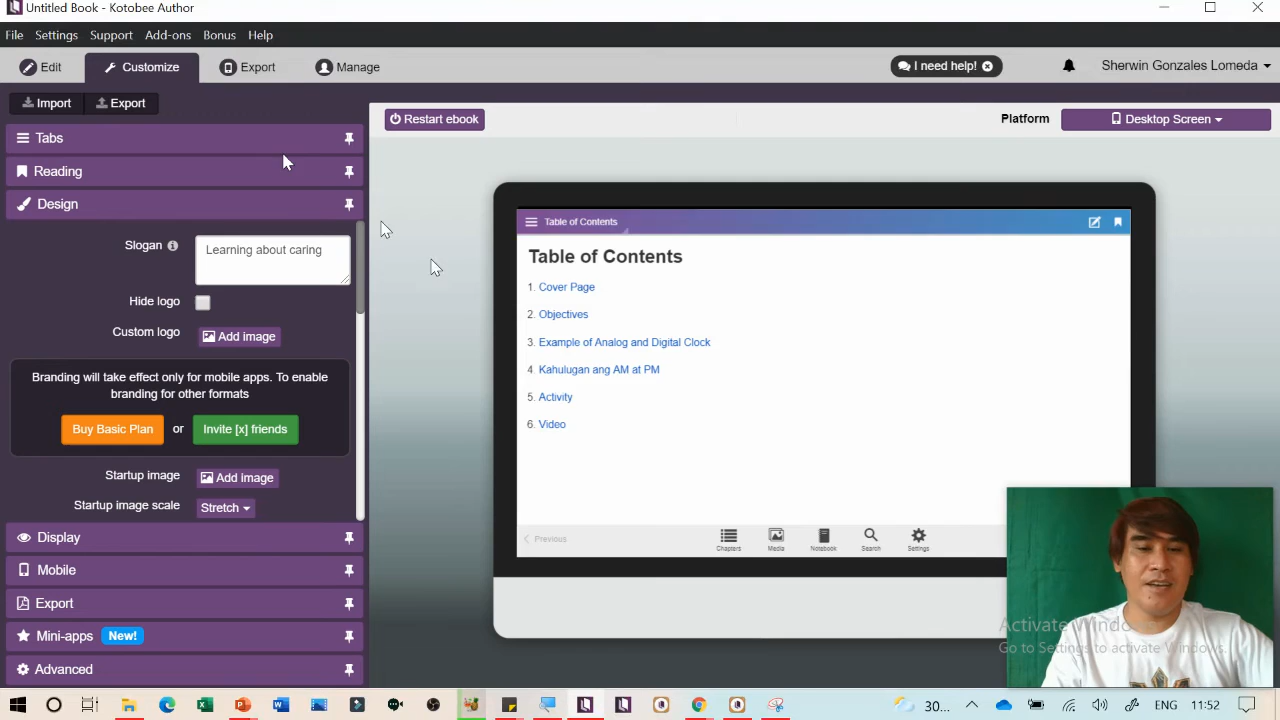 Untitled Book - Kotobee Author
File Settings Support Add-ons Bonus Help
Edit Customize Export Manage I need help! Sherwin Gonzales Lomeda
Import Export
Restart ebook Platform Desktop Screen
Tabs
Reading
Design
Slogan Learning about caring
Hide logo
Custom logo Add image
Branding will take effect only for mobile apps. To enable
branding for other formats
Buy Basic Plan or Invite [x] friends
Startup image Add image
Startup image scale Stretch
Display
Mobile
Export
Mini-apps New!
Advanced
Table of Contents
Table of Contents
1. Cover Page
2. Objectives
3. Example of Analog and Digital Clock
4. Kahulugan ang AM at PM
5. Activity
6. Video
Previous
Chapters Media Notebook Search Settings
Activate Windows
Go to Settings to activate Windows.
30... ENG 11:52